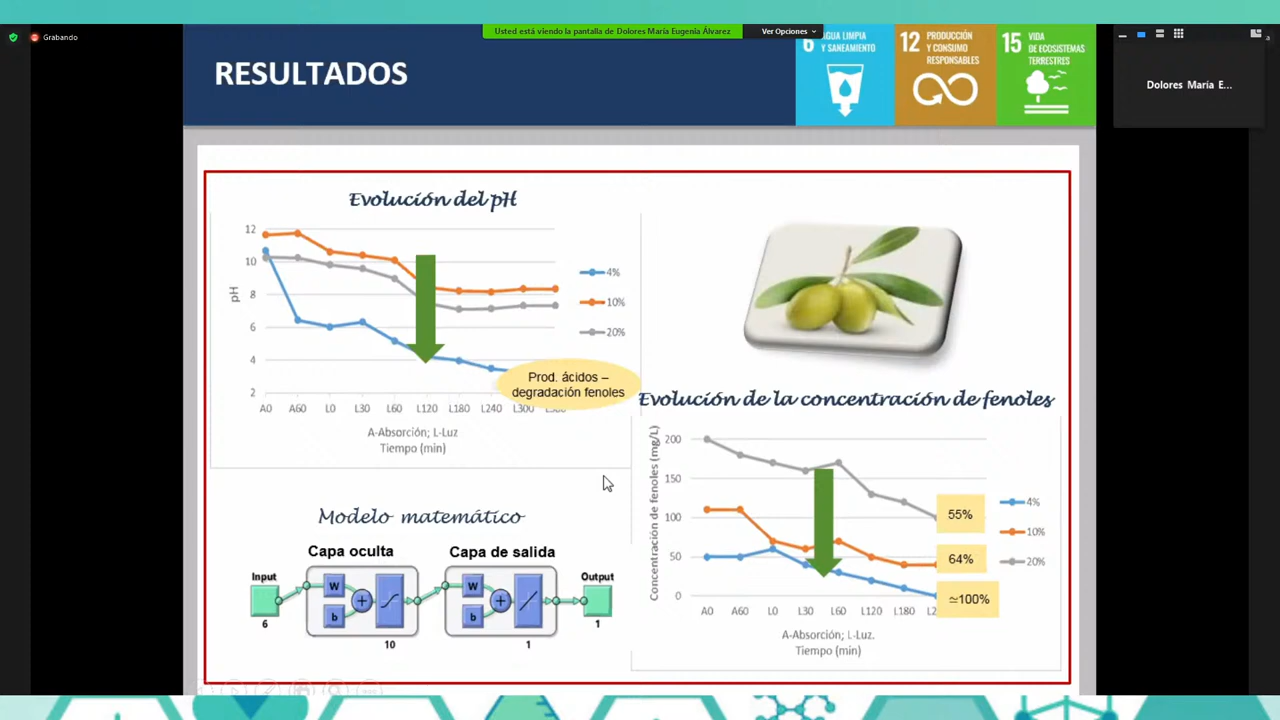 Grabando
Usted está viendo la pantalla de Dolores María Eugenía Álvarez
Ver Opciones
Dolores María E...
RESULTADOS
6 AGUA LIMPIA
Y SANEAMIENTO
12 PRODUCCIÓN
Y CONSUMO
RESPONSABLES
15 VIDA
DE ECOSISTEMAS
TERRESTRES
Evolución del pH
12
10
8
6
4
2
pH
A0 A60 L0 L30 L60 L120 L180 L240 L300
A-Absorción; L-Luz
Tiempo (min)
4%
10%
20%
Prod. ácidos –
degradación fenoles
Evolución de la concentración de fenoles
Concentración de fenoles (mg/L)
200
150
100
50
0
A0 A60 L0 L30 L60 L120 L180
A-Absorción; L-Luz.
Tiempo (min)
55%
64%
≃100%
4%
10%
20%
Modelo matemático
Capa oculta
Capa de salida
Input
6
W
b
+
10
W
b
+
1
Output
1